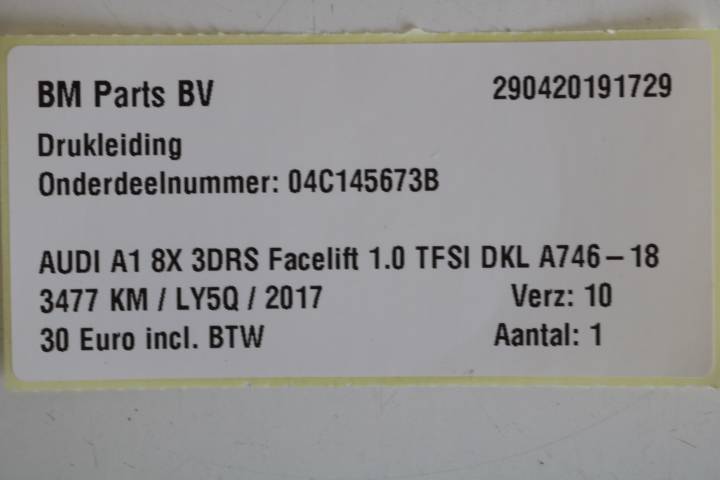 BM Parts BV 290420191729
Drukleiding
Onderdeelnummer: 04C145673B
AUDI A1 8X 3DRS Facelift 1.0 TFSI DKL A746-18
3477 KM / LY5Q / 2017 Verz: 10
30 Euro incl. BTW Aantal: 1